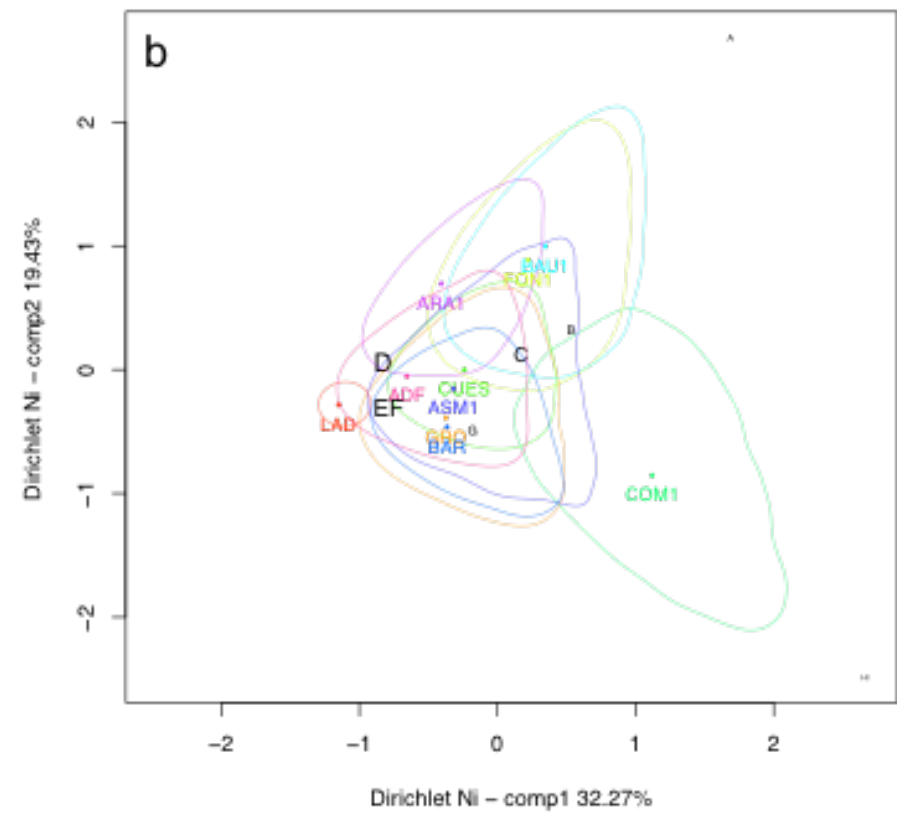 b
A
2
1
0
−1
−2
Dirichlet Ni − comp2 19.43%
BAU1
FON1
ARA1
B
C
D
OUES
ADF
EF
ASM1
LAD
G
GRO
BAR
COM1
−2
−1
0
1
2
Dirichlet Ni − comp1 32.27%